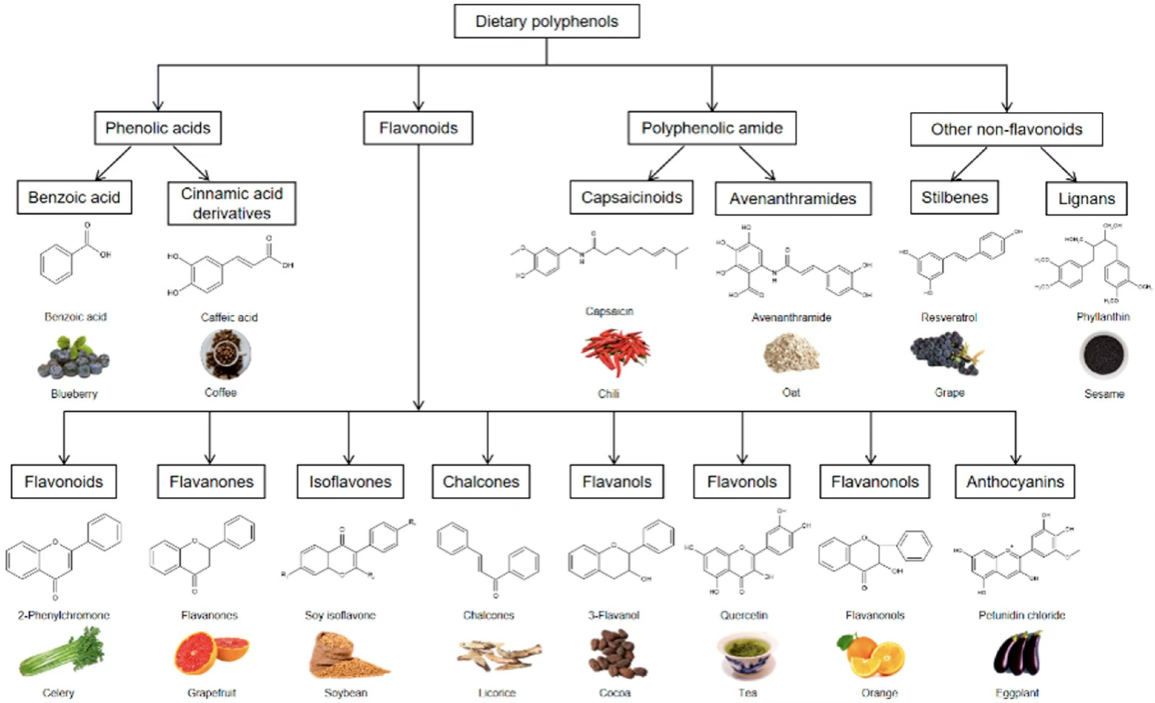 Dietary polyphenols
Phenolic acids
Flavonoids
Polyphenolic amide
Other non-flavonoids
Benzoic acid
Cinnamic acid
derivatives
Capsaicinoids
Avenanthramides
Stilbenes
Lignans
Benzoic acid
Caffeic acid
Capsaicin
Avenanthramide
Resveratrol
Phyllanthin
Blueberry
Coffee
Chili
Oat
Grape
Sesame
Flavonoids
Flavanones
Isoflavones
Chalcones
Flavanols
Flavonols
Flavanonols
Anthocyanins
2-Phenylchromone
Flavanones
Soy isoflavone
Chalcones
3-Flavanol
Quercetin
Flavanonols
Petunidin chloride
Celery
Grapefruit
Soybean
Licorice
Cocoa
Tea
Orange
Eggplant